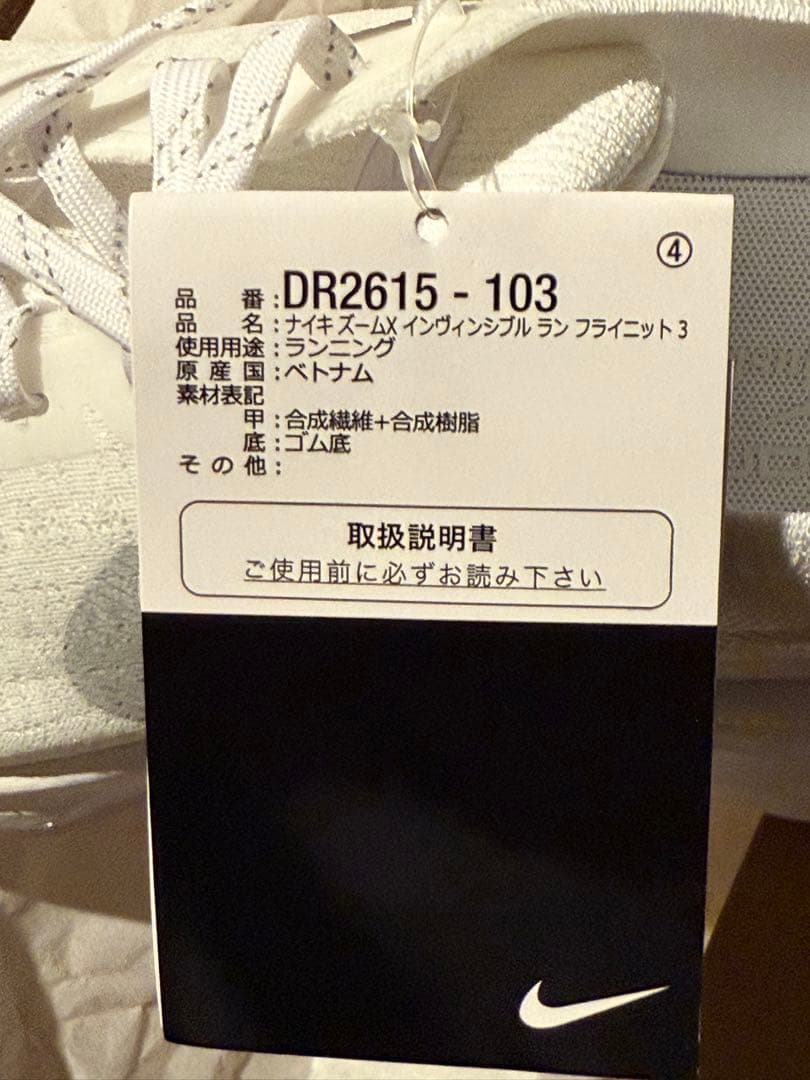 ④
品番:DR2615-103
品名:ナイキ ズームX インヴィンシブル ラン フライニット 3
使用用途:ランニング
原産国:ベトナム
素材表記
甲:合成繊維+合成樹脂
底:ゴム底
その他:
取扱説明書
ご使用前に必ずお読み下さい